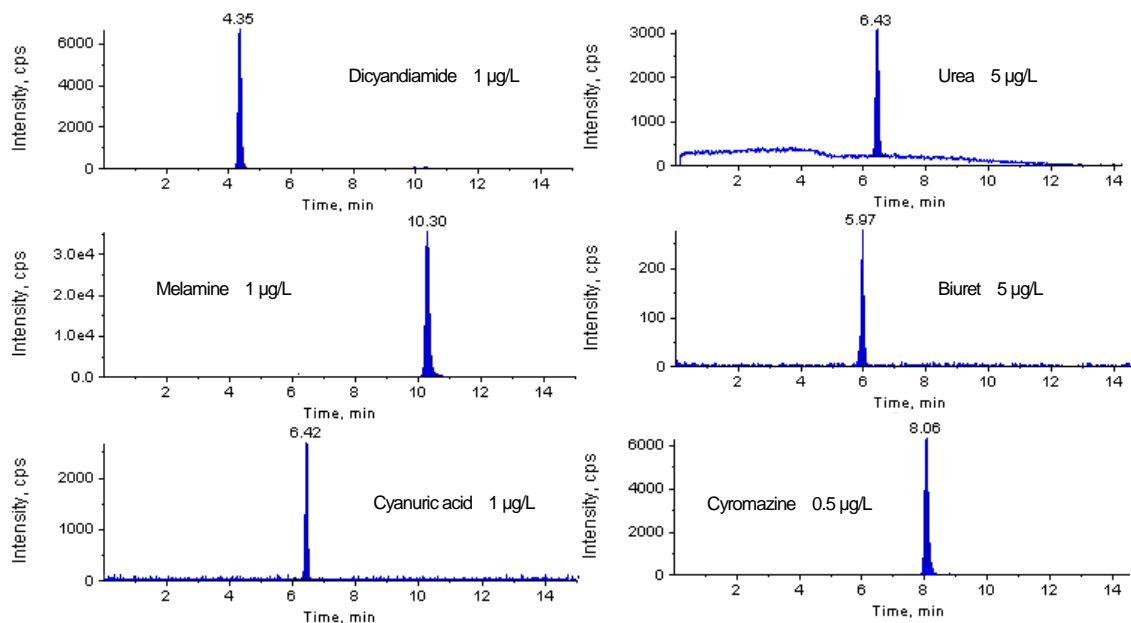 4.35
Intensity, cps
6000
4000
2000
0
Dicyandiamide 1 µg/L
2 4 6 8 10 12 14
Time, min
6.43
Intensity, cps
3000
2000
1000
0
Urea 5 µg/L
2 4 6 8 10 12 14
Time, min
10.30
Intensity, cps
3.0e4
2.0e4
1.0e4
0.0
Melamine 1 µg/L
2 4 6 8 10 12 14
Time, min
5.97
Intensity, cps
200
100
0
Biuret 5 µg/L
2 4 6 8 10 12 14
Time, min
6.42
Intensity, cps
2000
1000
0
Cyanuric acid 1 µg/L
2 4 6 8 10 12 14
Time, min
8.06
Intensity, cps
6000
4000
2000
0
Cyromazine 0.5 µg/L
2 4 6 8 10 12 14
Time, min